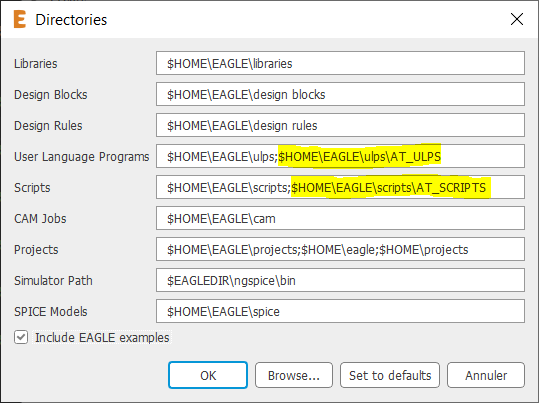 Directories
Libraries $HOME\EAGLE\libraries
Design Blocks $HOME\EAGLE\design blocks
Design Rules $HOME\EAGLE\design rules
User Language Programs $HOME\EAGLE\ulps;$HOME\EAGLE\ulps\AT_ULPS
Scripts $HOME\EAGLE\scripts;$HOME\EAGLE\scripts\AT_SCRIPTS
CAM Jobs $HOME\EAGLE\cam
Projects $HOME\EAGLE\projects;$HOME\eagle;$HOME\projects
Simulator Path $EAGLEDIR\ngspice\bin
SPICE Models $HOME\EAGLE\spice
Include EAGLE examples
OK Browse... Set to defaults Annuler